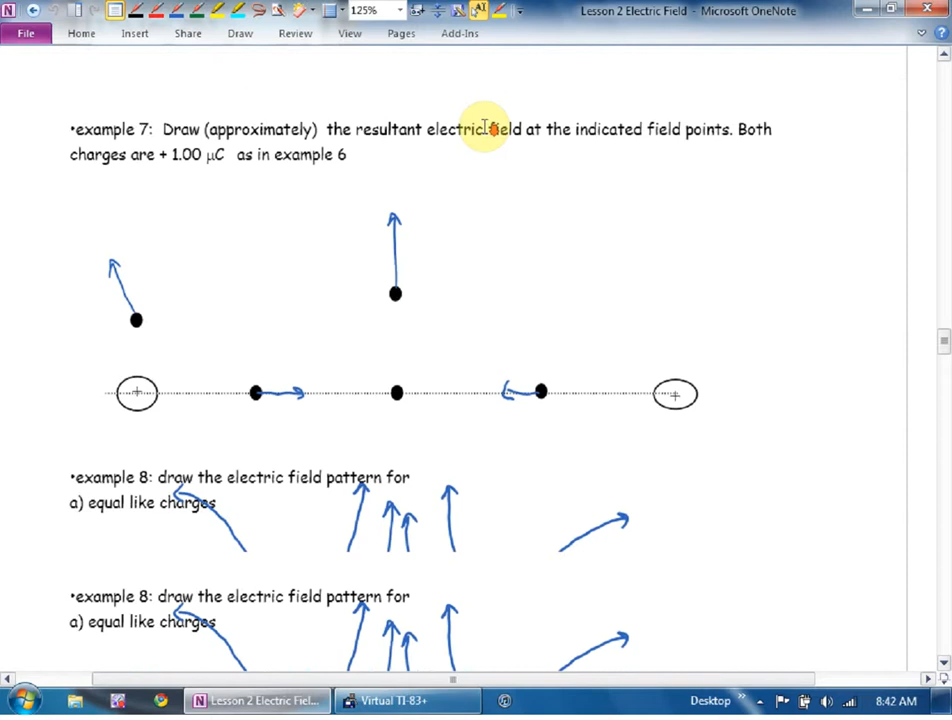 125%
Lesson 2 Electric Field - Microsoft OneNote
File Home Insert Share Draw Review View Pages Add-Ins
•example 7: Draw (approximately) the resultant electric field at the indicated field points. Both
charges are + 1.00 μC as in example 6
+ +
•example 8: draw the electric field pattern for
a) equal like charges
•example 8: draw the electric field pattern for
a) equal like charges
Lesson 2 Electric Fiel... Virtual TI-83+ Desktop 8:42 AM